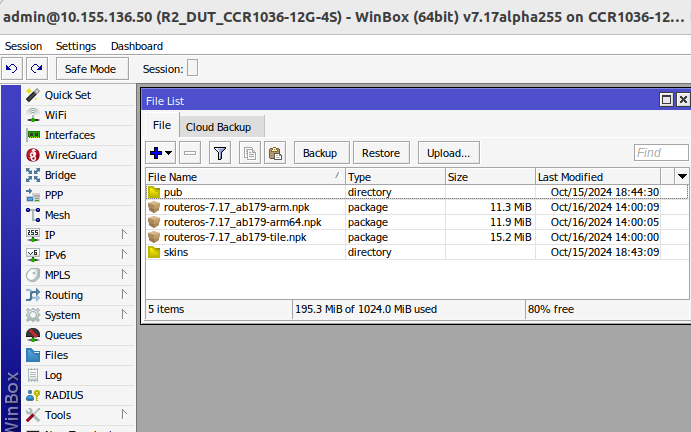 admin@10.155.136.50 (R2_DUT_CCR1036-12G-4S) - WinBox (64bit) v7.17alpha255 on CCR1036-12...
Session Settings Dashboard
Safe Mode Session:
Quick Set
WiFi
Interfaces
WireGuard
Bridge
PPP
Mesh
IP
IPv6
MPLS
Routing
System
Queues
Files
Log
RADIUS
Tools
WinBox
File List
File Cloud Backup
Backup Restore Upload... Find
File Name / Type Size Last Modified
pub directory Oct/15/2024 18:44:30
routeros-7.17_ab179-arm.npk package 11.3 MiB Oct/16/2024 14:00:09
routeros-7.17_ab179-arm64.npk package 11.9 MiB Oct/16/2024 14:00:05
routeros-7.17_ab179-tile.npk package 15.2 MiB Oct/16/2024 14:00:00
skins directory Oct/15/2024 18:43:09
5 items 195.3 MiB of 1024.0 MiB used 80% free